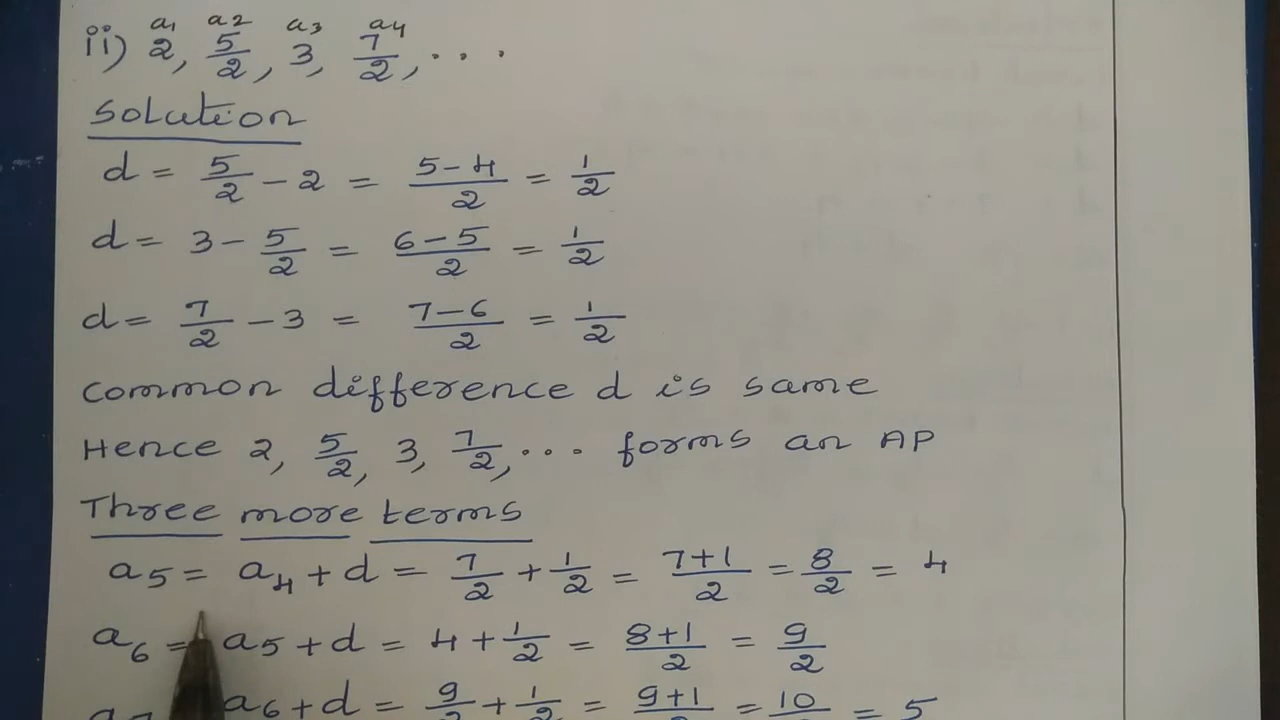 a1 a2 a3 a4
ii) 2, 5/2, 3, 7/2, ...
Solution
d = 5/2 - 2 = (5-4)/2 = 1/2
d = 3 - 5/2 = (6-5)/2 = 1/2
d = 7/2 - 3 = (7-6)/2 = 1/2
Common difference d is same
Hence 2, 5/2, 3, 7/2, ... forms an AP
Three more terms
a5 = a4 + d = 7/2 + 1/2 = (7+1)/2 = 8/2 = 4
a6 = a5 + d = 4 + 1/2 = (8+1)/2 = 9/2
a6 + d = 9/2 + 1/2 = (9+1)/2 = 10/2 = 5